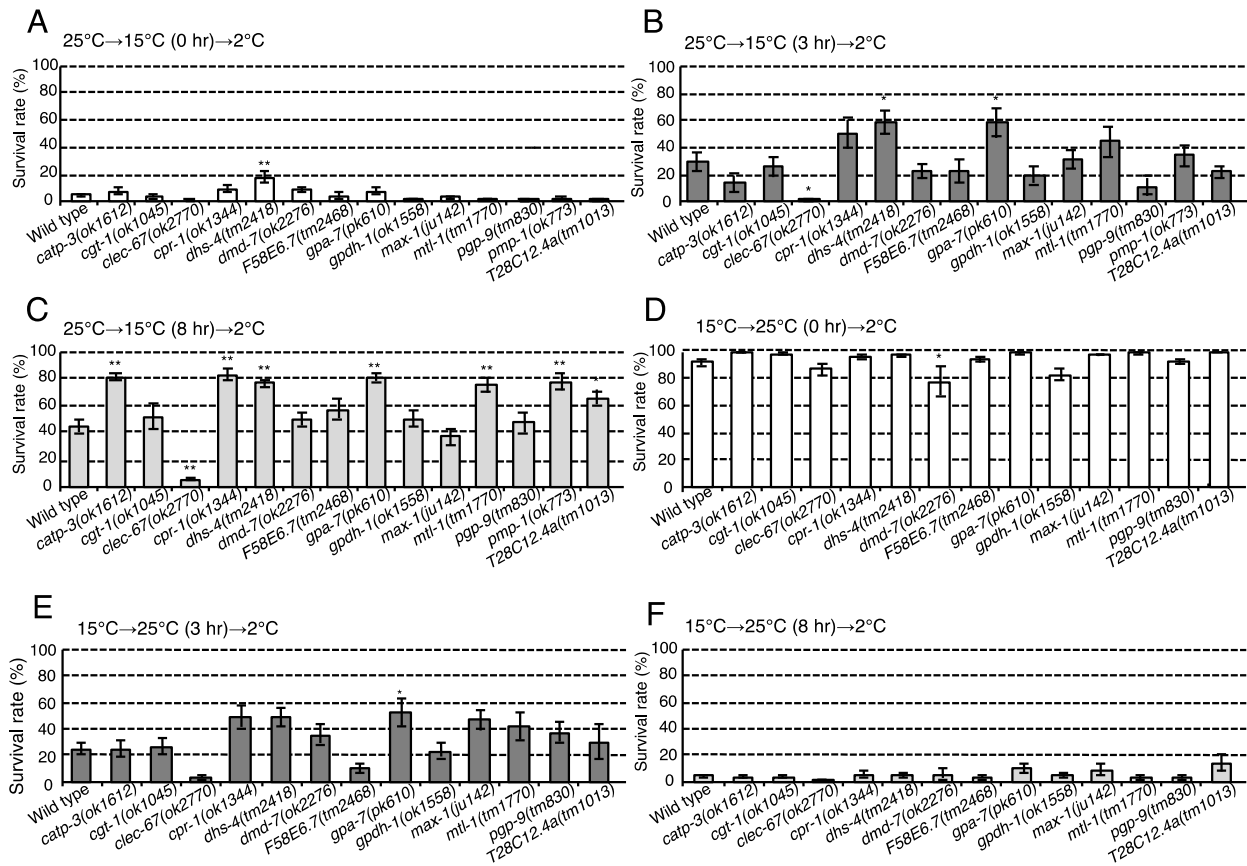 A
25°C→15°C (0 hr)→2°C
Survival rate (%)
100
80
60
40
20
0
**
Wild type
catp-3(ok1612)
cgt-1(ok1045)
clec-67(ok2770)
cpr-1(ok1344)
dhs-4(tm2418)
dmd-7(ok2276)
F58E6.7(tm2468)
gpa-7(pk610)
gpdh-1(ok1558)
max-1(ju142)
mtl-1(tm1770)
pgp-9(tm830)
pmp-1(ok773)
T28C12.4a(tm1013)
B
25°C→15°C (3 hr)→2°C
Survival rate (%)
100
80
60
40
20
0
*
*
*
Wild type
catp-3(ok1612)
cgt-1(ok1045)
clec-67(ok2770)
cpr-1(ok1344)
dhs-4(tm2418)
dmd-7(ok2276)
F58E6.7(tm2468)
gpa-7(pk610)
gpdh-1(ok1558)
max-1(ju142)
mtl-1(tm1770)
pgp-9(tm830)
pmp-1(ok773)
T28C12.4a(tm1013)
C
25°C→15°C (8 hr)→2°C
Survival rate (%)
100
80
60
40
20
0
**
**
**
**
**
**
**
*
Wild type
catp-3(ok1612)
cgt-1(ok1045)
clec-67(ok2770)
cpr-1(ok1344)
dhs-4(tm2418)
dmd-7(ok2276)
F58E6.7(tm2468)
gpa-7(pk610)
gpdh-1(ok1558)
max-1(ju142)
mtl-1(tm1770)
pgp-9(tm830)
pmp-1(ok773)
T28C12.4a(tm1013)
D
15°C→25°C (0 hr)→2°C
Survival rate (%)
100
80
60
40
20
0
*
Wild type
catp-3(ok1612)
cgt-1(ok1045)
clec-67(ok2770)
cpr-1(ok1344)
dhs-4(tm2418)
dmd-7(ok2276)
F58E6.7(tm2468)
gpa-7(pk610)
gpdh-1(ok1558)
max-1(ju142)
mtl-1(tm1770)
pgp-9(tm830)
T28C12.4a(tm1013)
E
15°C→25°C (3 hr)→2°C
Survival rate (%)
100
80
60
40
20
0
*
Wild type
catp-3(ok1612)
cgt-1(ok1045)
clec-67(ok2770)
cpr-1(ok1344)
dhs-4(tm2418)
dmd-7(ok2276)
F58E6.7(tm2468)
gpa-7(pk610)
gpdh-1(ok1558)
max-1(ju142)
mtl-1(tm1770)
pgp-9(tm830)
T28C12.4a(tm1013)
F
15°C→25°C (8 hr)→2°C
Survival rate (%)
100
80
60
40
20
0
Wild type
catp-3(ok1612)
cgt-1(ok1045)
clec-67(ok2770)
cpr-1(ok1344)
dhs-4(tm2418)
dmd-7(ok2276)
F58E6.7(tm2468)
gpa-7(pk610)
gpdh-1(ok1558)
max-1(ju142)
mtl-1(tm1770)
pgp-9(tm830)
T28C12.4a(tm1013)